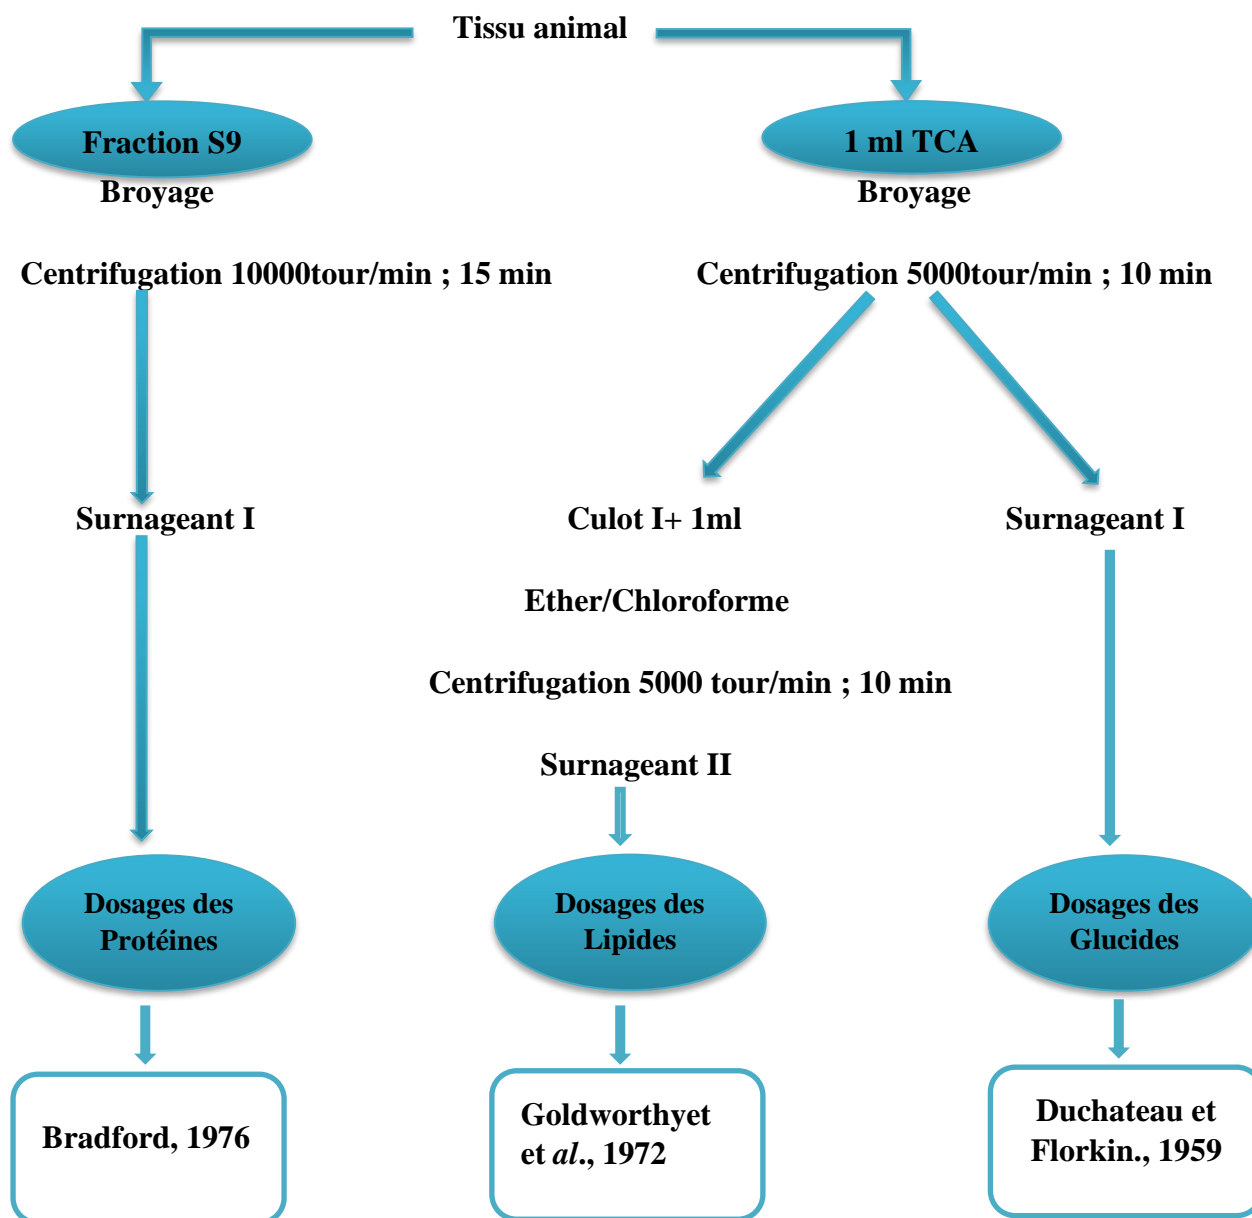 Tissu animal
Fraction S9
1 ml TCA
Broyage
Broyage
Centrifugation 10000tour/min ; 15 min
Centrifugation 5000tour/min ; 10 min
Surnageant I
Culot I+ 1ml
Surnageant I
Ether/Chloroforme
Centrifugation 5000 tour/min ; 10 min
Surnageant II
Dosages des
Protéines
Dosages des
Lipides
Dosages des
Glucides
Bradford, 1976
Goldworthyet
et al., 1972
Duchateau et
Florkin., 1959